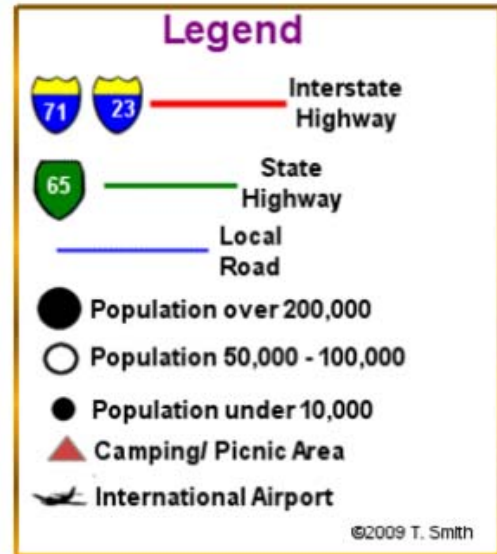 Legend
71 23 Interstate
Highway
65 State
Highway
Local
Road
Population over 200,000
Population 50,000 - 100,000
Population under 10,000
Camping/ Picnic Area
International Airport
©2009 T. Smith